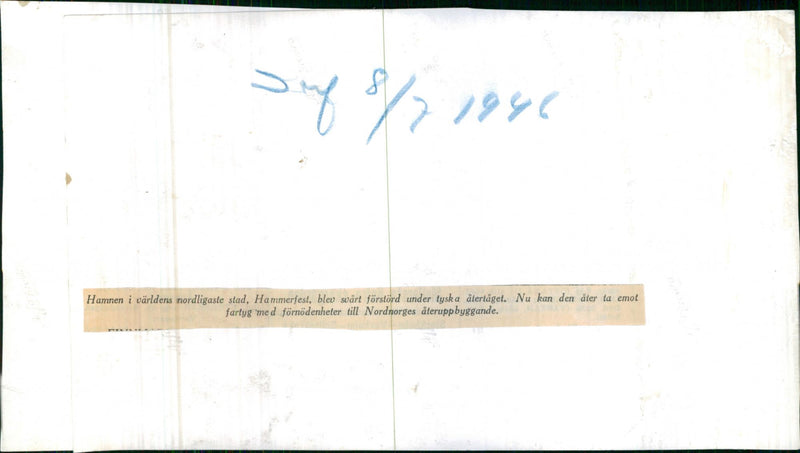 8/7 1946
Hamnen i världens nordligaste stad, Hammerfest, blev svårt förstörd under tyska återtåget. Nu kan den åter ta emot
fartyg med förnödenheter till Nordnorges återuppbyggande.